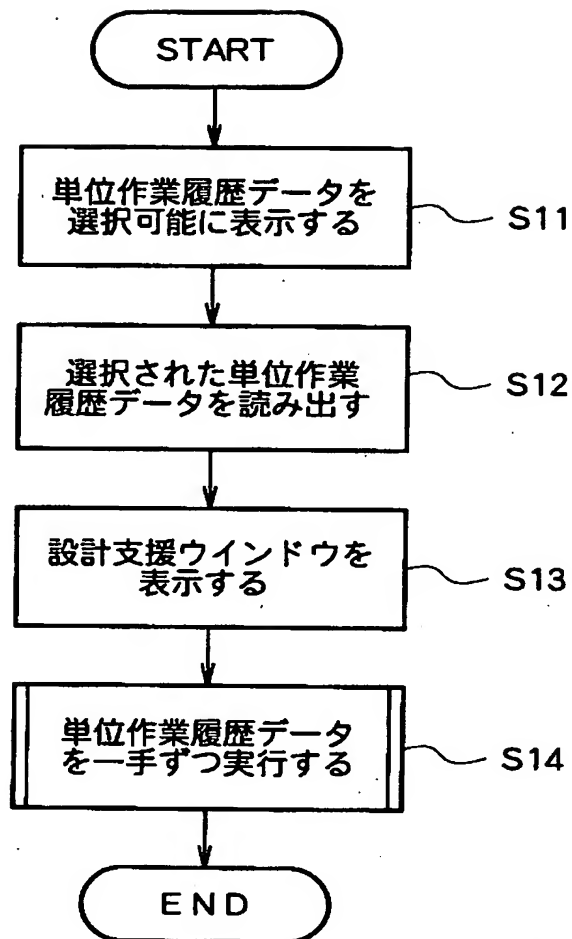 START
単位作業履歴データを
選択可能に表示する
S11
選択された単位作業
履歴データを読み出す
S12
設計支援ウインドウを
表示する
S13
単位作業履歴データ
を一手ずつ実行する
S14
END